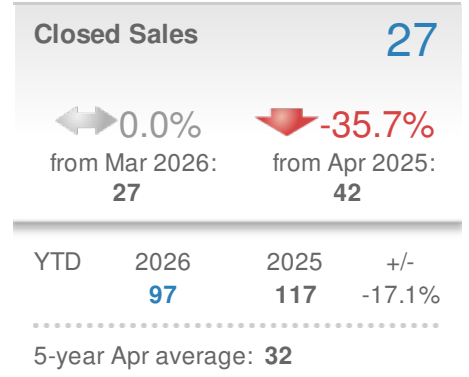 Closed Sales 27
0.0% -35.7%
from Mar 2026: from Apr 2025:
27 42
YTD 2026 2025 +/-
97 117 -17.1%
5-year Apr average: 32